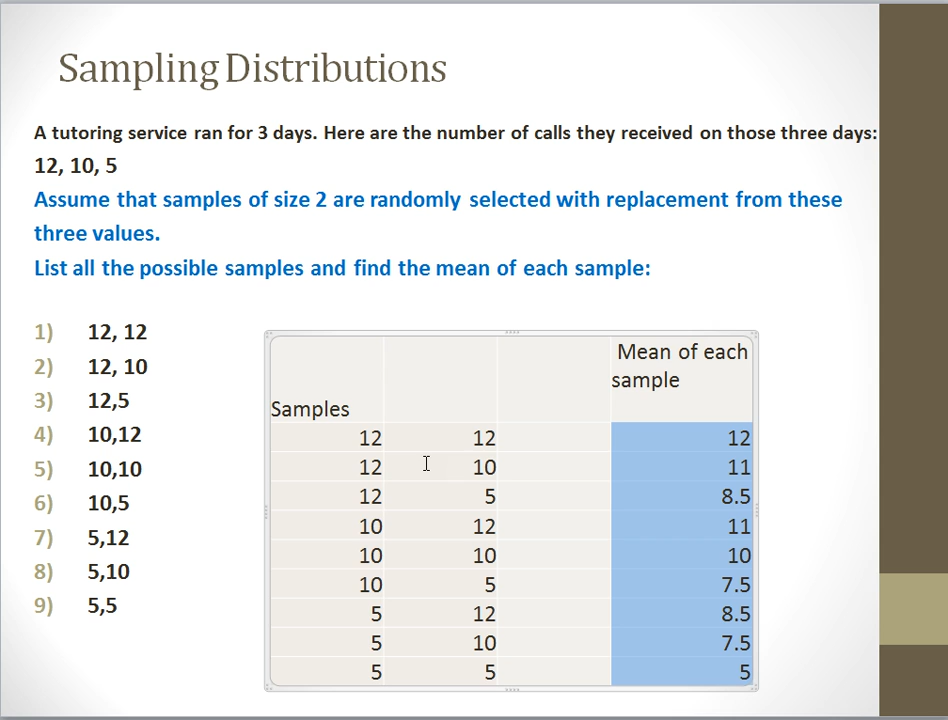 Sampling Distributions
A tutoring service ran for 3 days. Here are the number of calls they received on those three days:
12, 10, 5
Assume that samples of size 2 are randomly selected with replacement from these
three values.
List all the possible samples and find the mean of each sample:
1) 12, 12
2) 12, 10
3) 12,5
4) 10,12
5) 10,10
6) 10,5
7) 5,12
8) 5,10
9) 5,5
Mean of each
sample
Samples
12 12 12
12 10 11
12 5 8.5
10 12 11
10 10 10
10 5 7.5
5 12 8.5
5 10 7.5
5 5 5